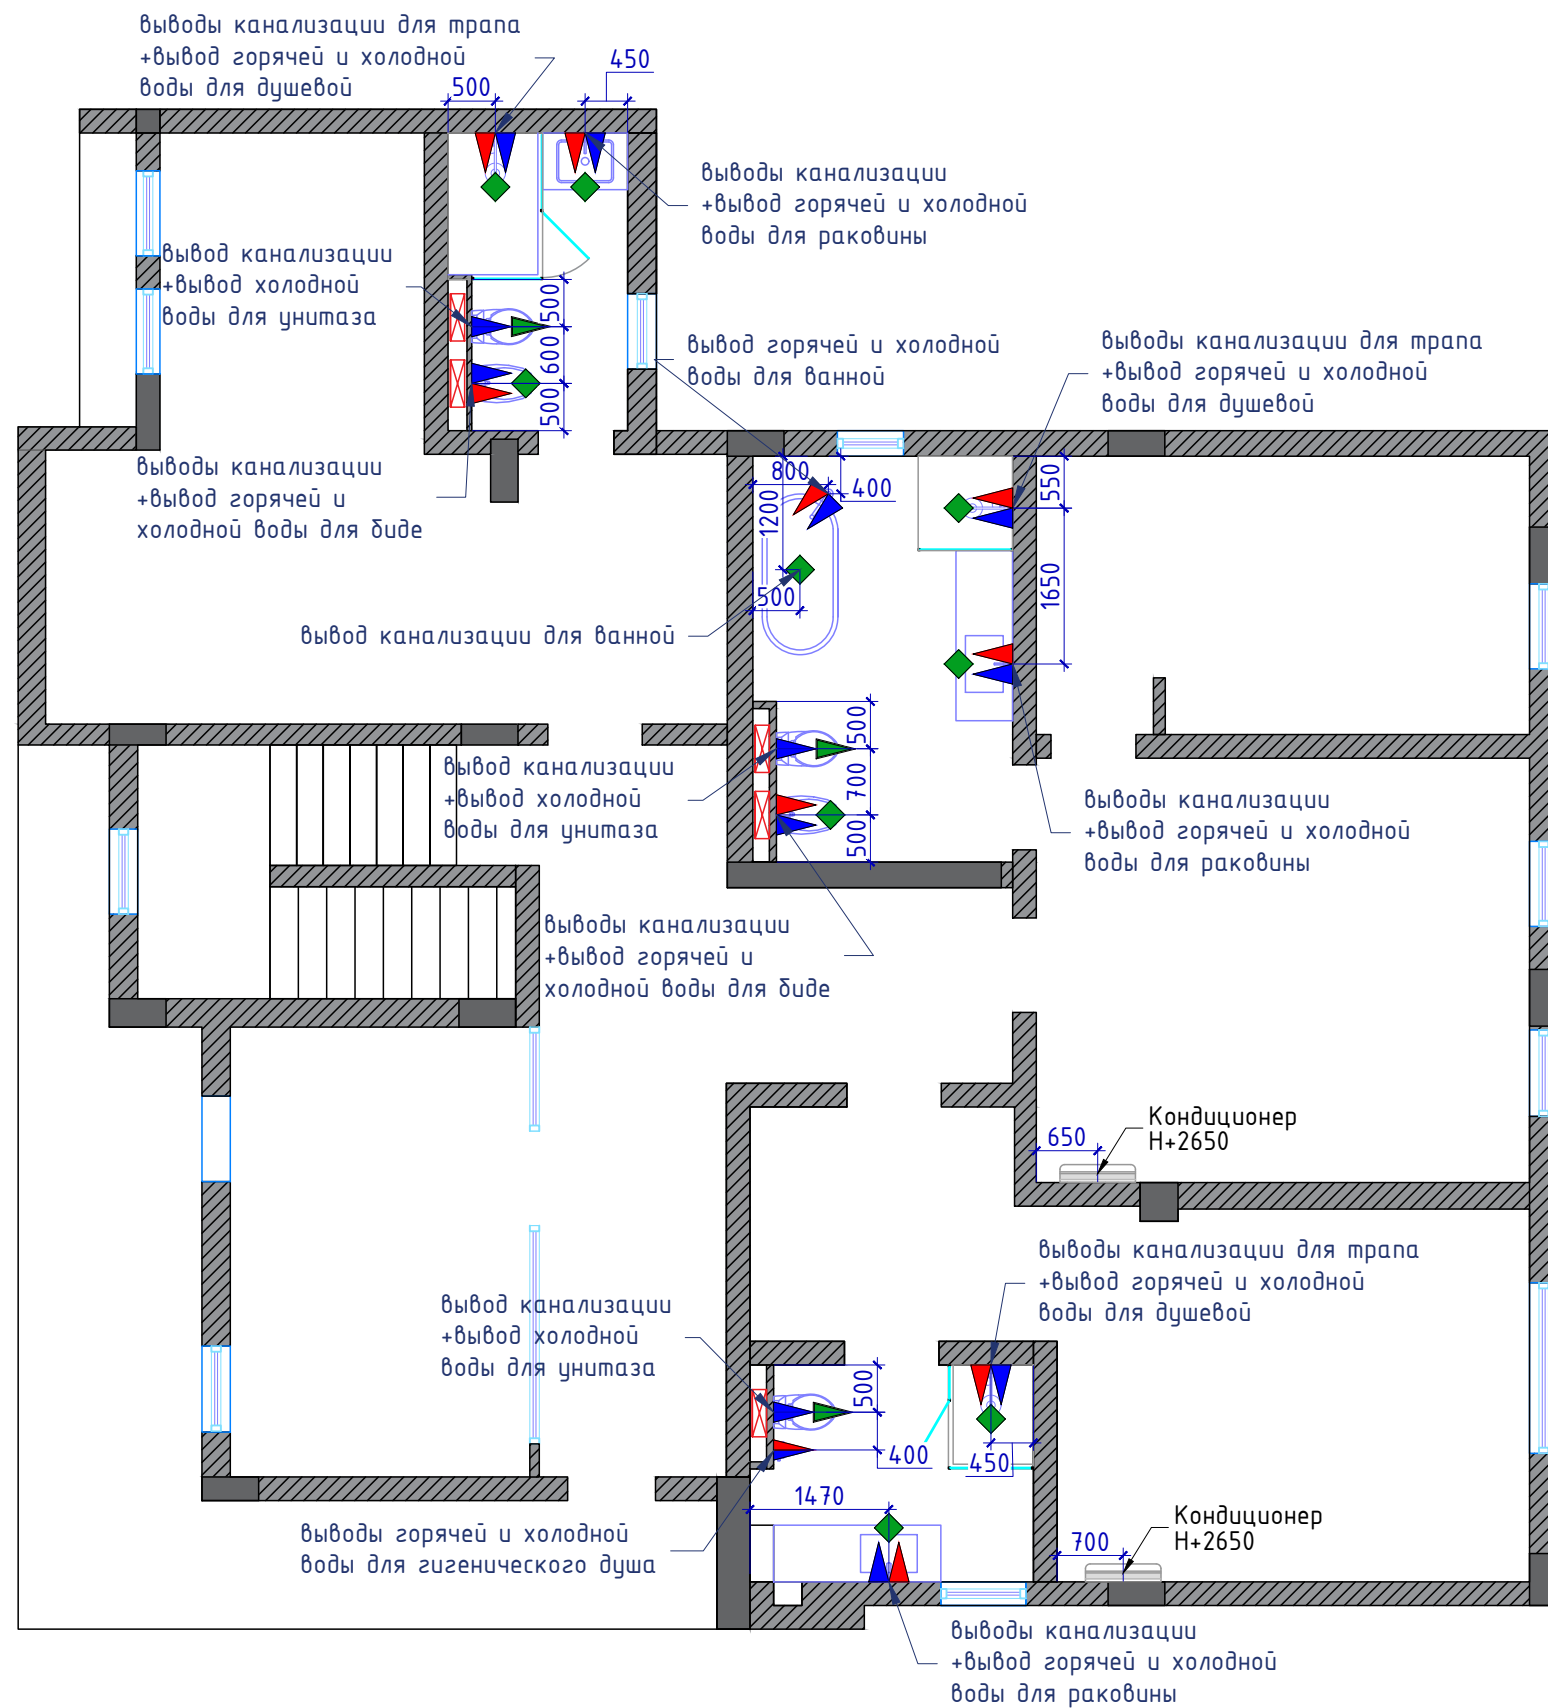 выводы канализации для трапа
+вывод горячей и холодной
воды для душевой
500
450
выводы канализации
+вывод горячей и холодной
воды для раковины
вывод канализации
+вывод холодной
воды для унитаза
500
600
500
вывод горячей и холодной
воды для ванной
выводы канализации для трапа
+вывод горячей и холодной
воды для душевой
выводы канализации
+вывод горячей и
холодной воды для биде
800
400
1200
500
550
1650
вывод канализации для ванной
вывод канализации
+вывод холодной
воды для унитаза
500
700
500
выводы канализации
+вывод горячей и холодной
воды для раковины
выводы канализации
+вывод горячей и
холодной воды для биде
650
Кондиционер
Н+2650
выводы канализации для трапа
+вывод горячей и холодной
воды для душевой
вывод канализации
+вывод холодной
воды для унитаза
500
400
450
1470
выводы горячей и холодной
воды для гигенического душа
700
Кондиционер
Н+2650
выводы канализации
+вывод горячей и холодной
воды для раковины